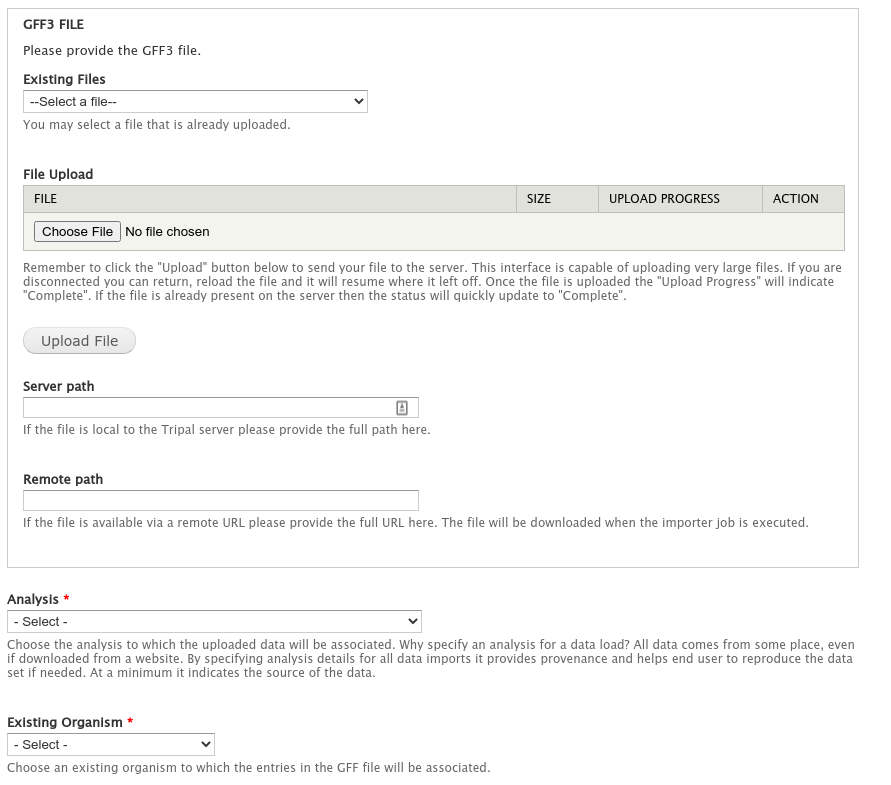 GFF3 FILE
Please provide the GFF3 file.
Existing Files
--Select a file--
You may select a file that is already uploaded.
File Upload
FILE SIZE UPLOAD PROGRESS ACTION
Choose File No file chosen
Remember to click the "Upload" button below to send your file to the server. This interface is capable of uploading very large files. If you are
disconnected you can return, reload the file and it will resume where it left off. Once the file is uploaded the "Upload Progress" will indicate
"Complete". If the file is already present on the server then the status will quickly update to "Complete".
Upload File
Server path
If the file is local to the Tripal server please provide the full path here.
Remote path
If the file is available via a remote URL please provide the full URL here. The file will be downloaded when the importer job is executed.
Analysis *
- Select -
Choose the analysis to which the uploaded data will be associated. Why specify an analysis for a data load? All data comes from some place, even
if downloaded from a website. By specifying analysis details for all data imports it provides provenance and helps end user to reproduce the data
set if needed. At a minimum it indicates the source of the data.
Existing Organism *
- Select -
Choose an existing organism to which the entries in the GFF file will be associated.